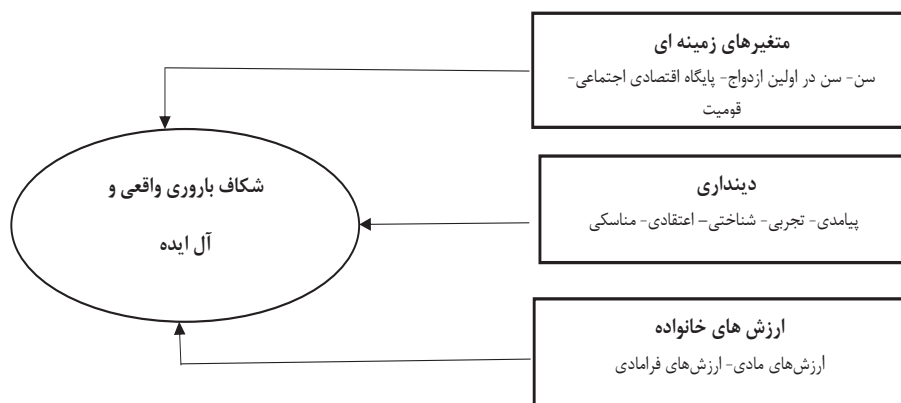 متغیرهای زمینه ای
سن- سن در اولین ازدواج- پایگاه اقتصادی اجتماعی-
قومیت
شکاف باروری واقعی و
آل ایده
دینداری
پیامدی- تجربی- شناختی– اعتقادی- مناسکی
ارزش های خانواده
ارزش‌های مادی- ارزش‌های فرامادی